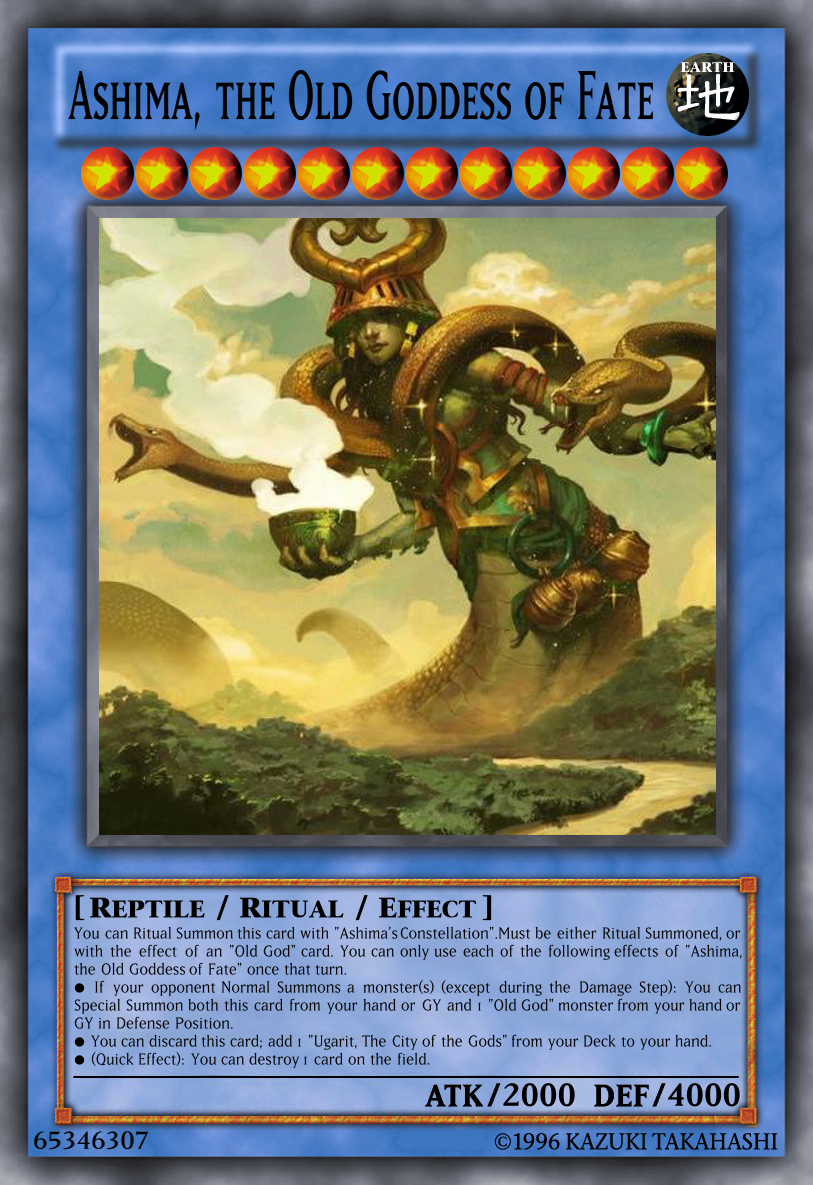 Ashima, the Old Goddess of Fate
EARTH
地
[ Reptile / Ritual / Effect ]
You can Ritual Summon this card with "Ashima's Constellation".Must be either Ritual Summoned, or
with the effect of an "Old God" card. You can only use each of the following effects of "Ashima,
the Old Goddess of Fate" once that turn.
● If your opponent Normal Summons a monster(s) (except during the Damage Step): You can
Special Summon both this card from your hand or GY and 1 "Old God" monster from your hand or
GY in Defense Position.
● You can discard this card; add 1 "Ugarit, The City of the Gods" from your Deck to your hand.
● (Quick Effect): You can destroy 1 card on the field.
ATK/2000 DEF/4000
65346307
©1996 KAZUKI TAKAHASHI